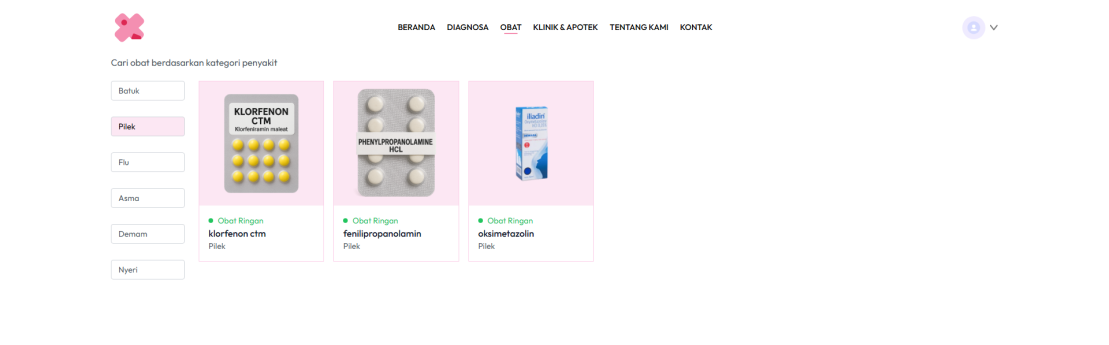 BERANDA DIAGNOSA OBAT KLINIK & APOTEK TENTANG KAMI KONTAK
Cari obat berdasarkan kategori penyakit
Batuk
Pilek
Flu
Asma
Demam
Nyeri
KLORFENON
CTM
Klorfeniramin maleat
Obat Ringan
klorfenon ctm
Pilek
PHENYLPROPANOLAMINE
HCL
Obat Ringan
fenilipropanolamin
Pilek
iliadin
Obat Ringan
oksimetazolin
Pilek